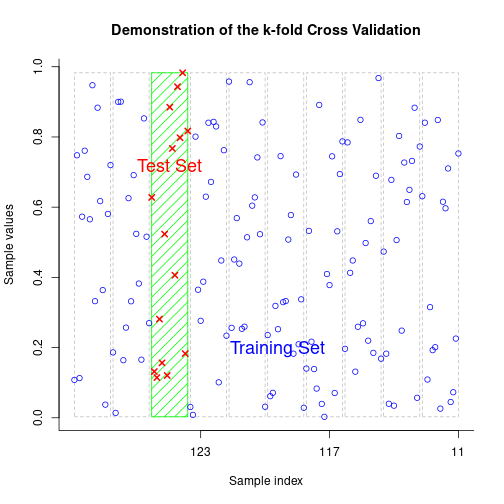 Demonstration of the k-fold Cross Validation
1.0
0.8
0.6
0.4
0.2
0.0
Sample values
Test Set
Training Set
123
117
11
Sample index